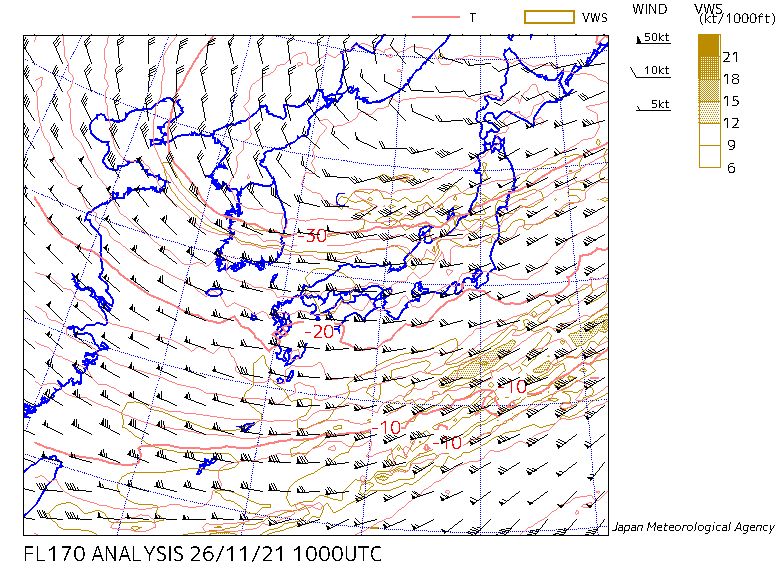 T VWS WIND VWS
(kt/1000ft)
50kt
10kt
5kt
21
18
15
12
9
6
C
-30
-20
-10
-10
-10
Japan Meteorological Agency
FL170 ANALYSIS 26/11/21 1000UTC